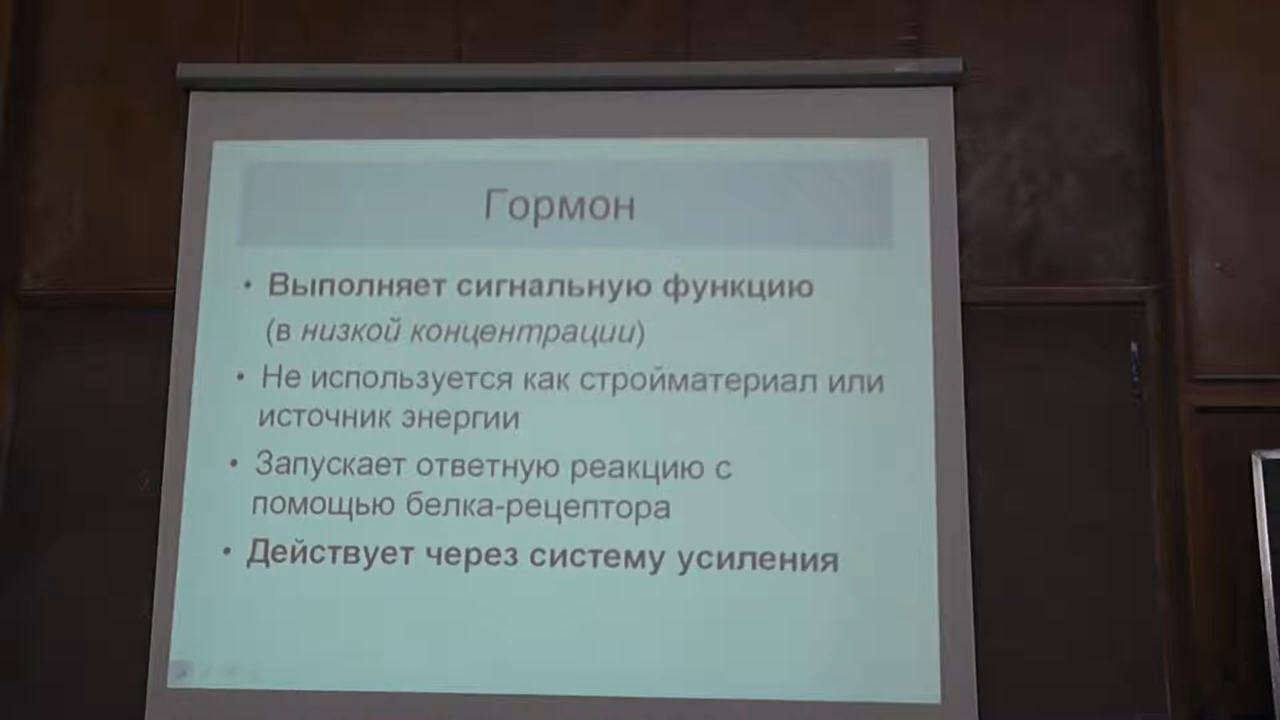 Гормон
• Выполняет сигнальную функцию
(в низкой концентрации)
• Не используется как стройматериал или
источник энергии
• Запускает ответную реакцию с
помощью белка-рецептора
• Действует через систему усиления